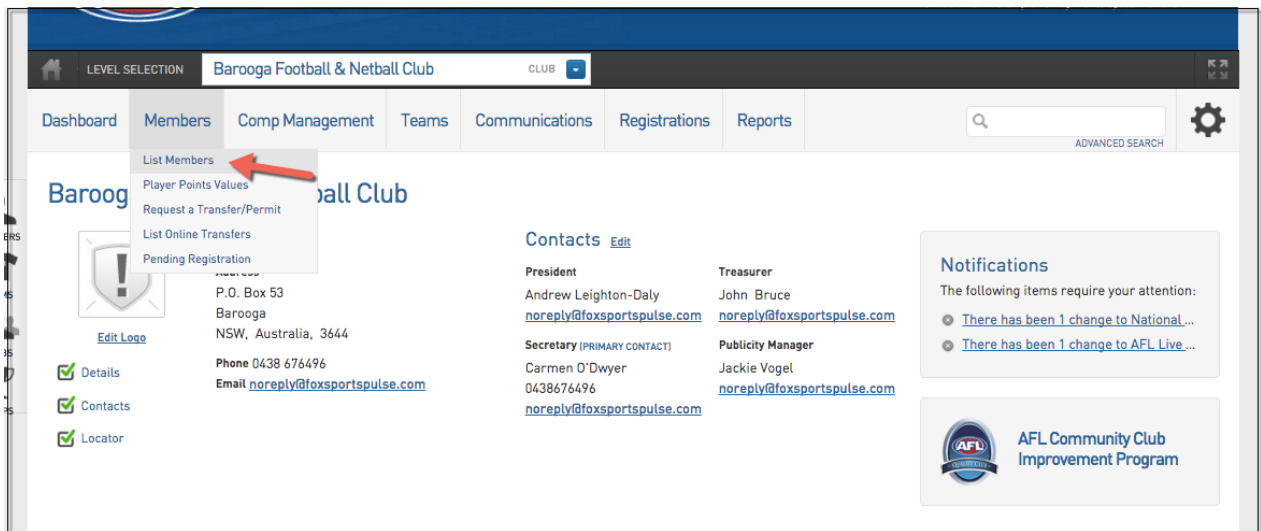 LEVEL SELECTION Barooga Football & Netball Club CLUB
Dashboard Members Comp Management Teams Communications Registrations Reports
ADVANCED SEARCH
List Members
Player Points Values
Request a Transfer/Permit
List Online Transfers
Pending Registration
Baroog ball Club
Edit Logo
Details
Contacts
Locator
Address
P.O. Box 53
Barooga
NSW, Australia, 3644
Phone 0438 676496
Email noreply@foxsportspulse.com
Contacts Edit
President
Andrew Leighton-Daly
noreply@foxsportspulse.com
Treasurer
John Bruce
noreply@foxsportspulse.com
Secretary (PRIMARY CONTACT)
Carmen O'Dwyer
0438676496
noreply@foxsportspulse.com
Publicity Manager
Jackie Vogel
noreply@foxsportspulse.com
Notifications
The following items require your attention:
There has been 1 change to National ...
There has been 1 change to AFL Live ...
AFL
QUALITY CLUB
AFL Community Club
Improvement Program